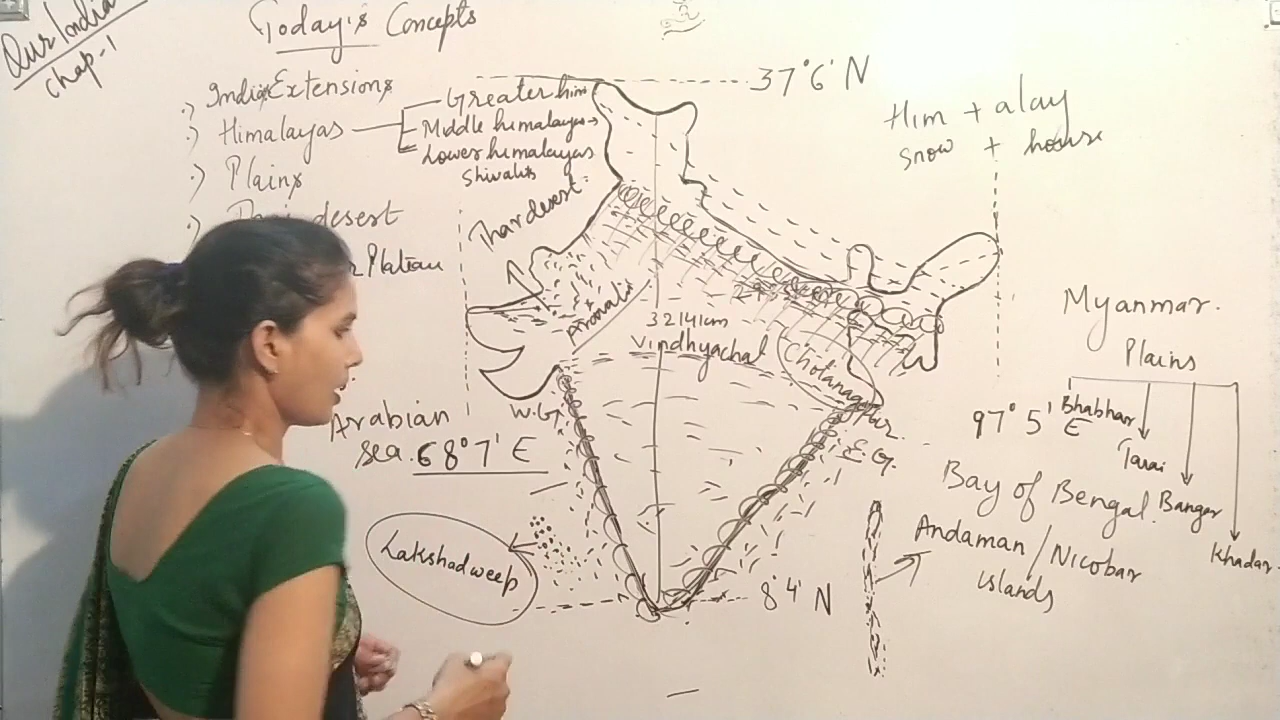 Our India
Chap-1
Today's Concepts
India Extensions
Himalayas
Greater him
Middle himalayas
Lower himalayas
Shivaliks
Plains
desert
Plateau
37°6' N
Him + alay
Snow + house
Thar desert
Aravali
3214km
Vindhyachal
Chotanagpur.
W.G.
E.G.
Arabian
Sea.
68°7' E
Lakshadweep
8°4' N
Myanmar.
Plains
Bhabhar
Tarai
Bangar
Khadar
97°5' E
Bay of Bengal.
Andaman / Nicobar
islands